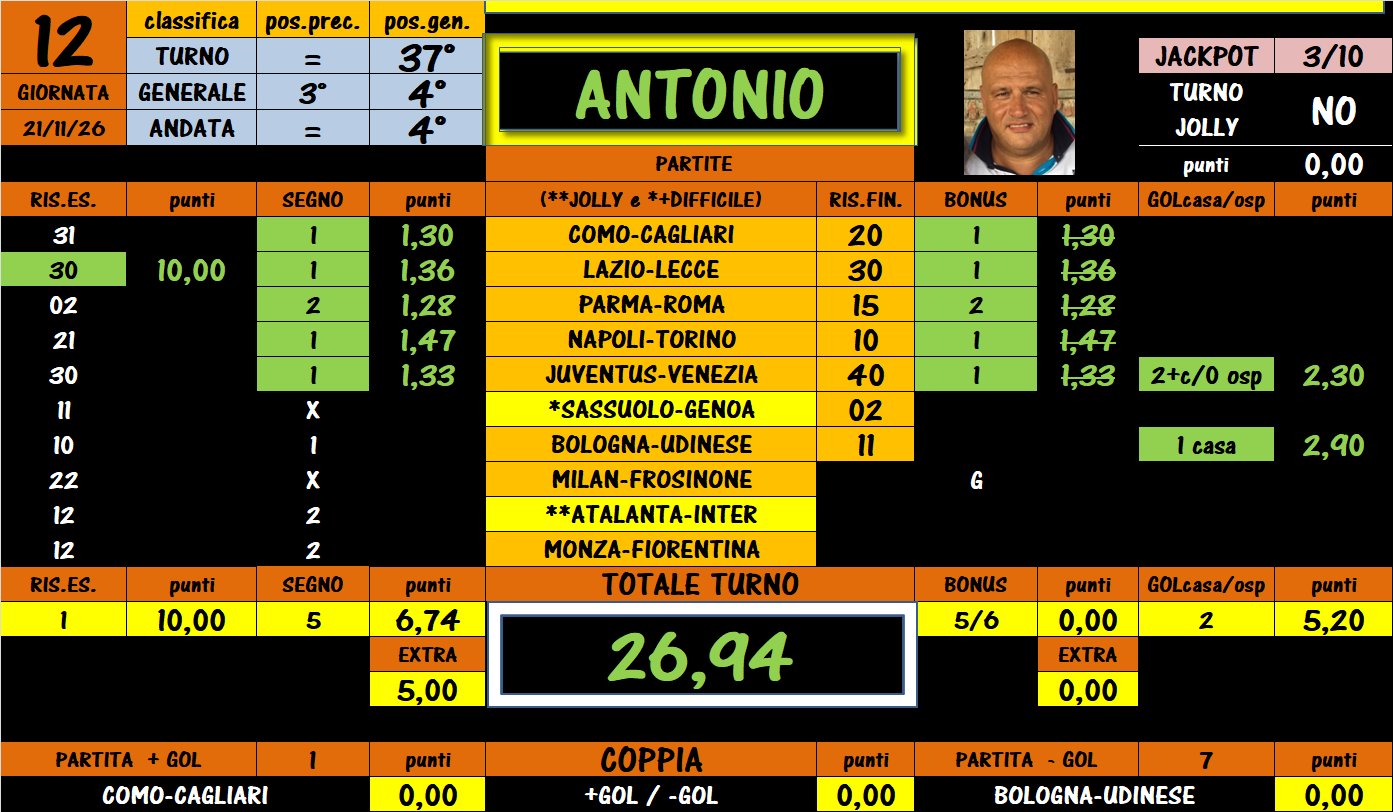 12 classifica pos.prec. pos.gen.
TURNO = 37°
GIORNATA GENERALE 3° 4°
21/11/26 ANDATA = 4°
ANTONIO
JACKPOT 3/10
TURNO JOLLY NO
punti 0,00
PARTITE
RIS.ES. punti SEGNO punti (**JOLLY e *+DIFFICILE) RIS.FIN. BONUS punti GOLcasa/osp punti
31 1 1,30 COMO-CAGLIARI 20 1 1,30
30 10,00 1 1,36 LAZIO-LECCE 30 1 1,36
02 2 1,28 PARMA-ROMA 15 2 1,28
21 1 1,47 NAPOLI-TORINO 10 1 1,47
30 1 1,33 JUVENTUS-VENEZIA 40 1 1,33 2+c/0 osp 2,30
11 X *SASSUOLO-GENOA 02
10 1 BOLOGNA-UDINESE 11 1 casa 2,90
22 X MILAN-FROSINONE G
12 2 **ATALANTA-INTER
12 2 MONZA-FIORENTINA
RIS.ES. punti SEGNO punti TOTALE TURNO BONUS punti GOLcasa/osp punti
1 10,00 5 6,74 26,94 5/6 0,00 2 5,20
EXTRA EXTRA
5,00 0,00
PARTITA + GOL 1 punti COPPIA punti PARTITA - GOL 7 punti
COMO-CAGLIARI 0,00 +GOL / -GOL 0,00 BOLOGNA-UDINESE 0,00